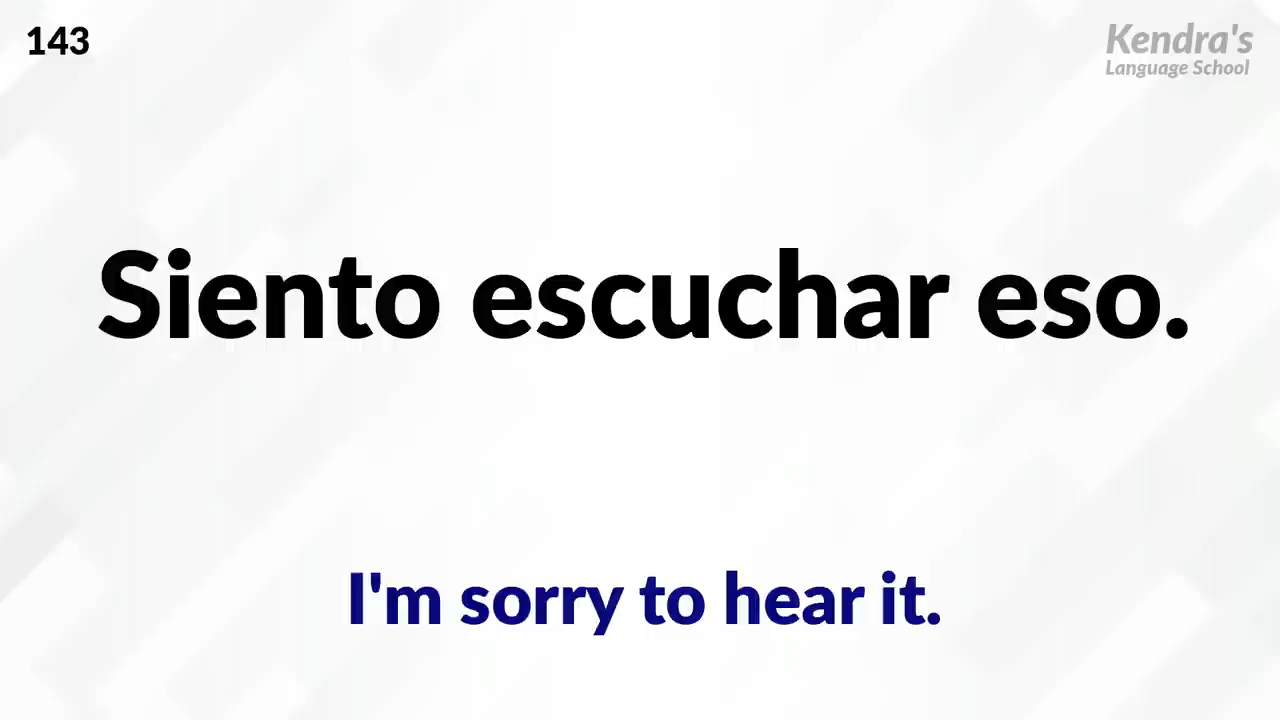 143
Kendra's
Language School
Siento escuchar eso.
I'm sorry to hear it.